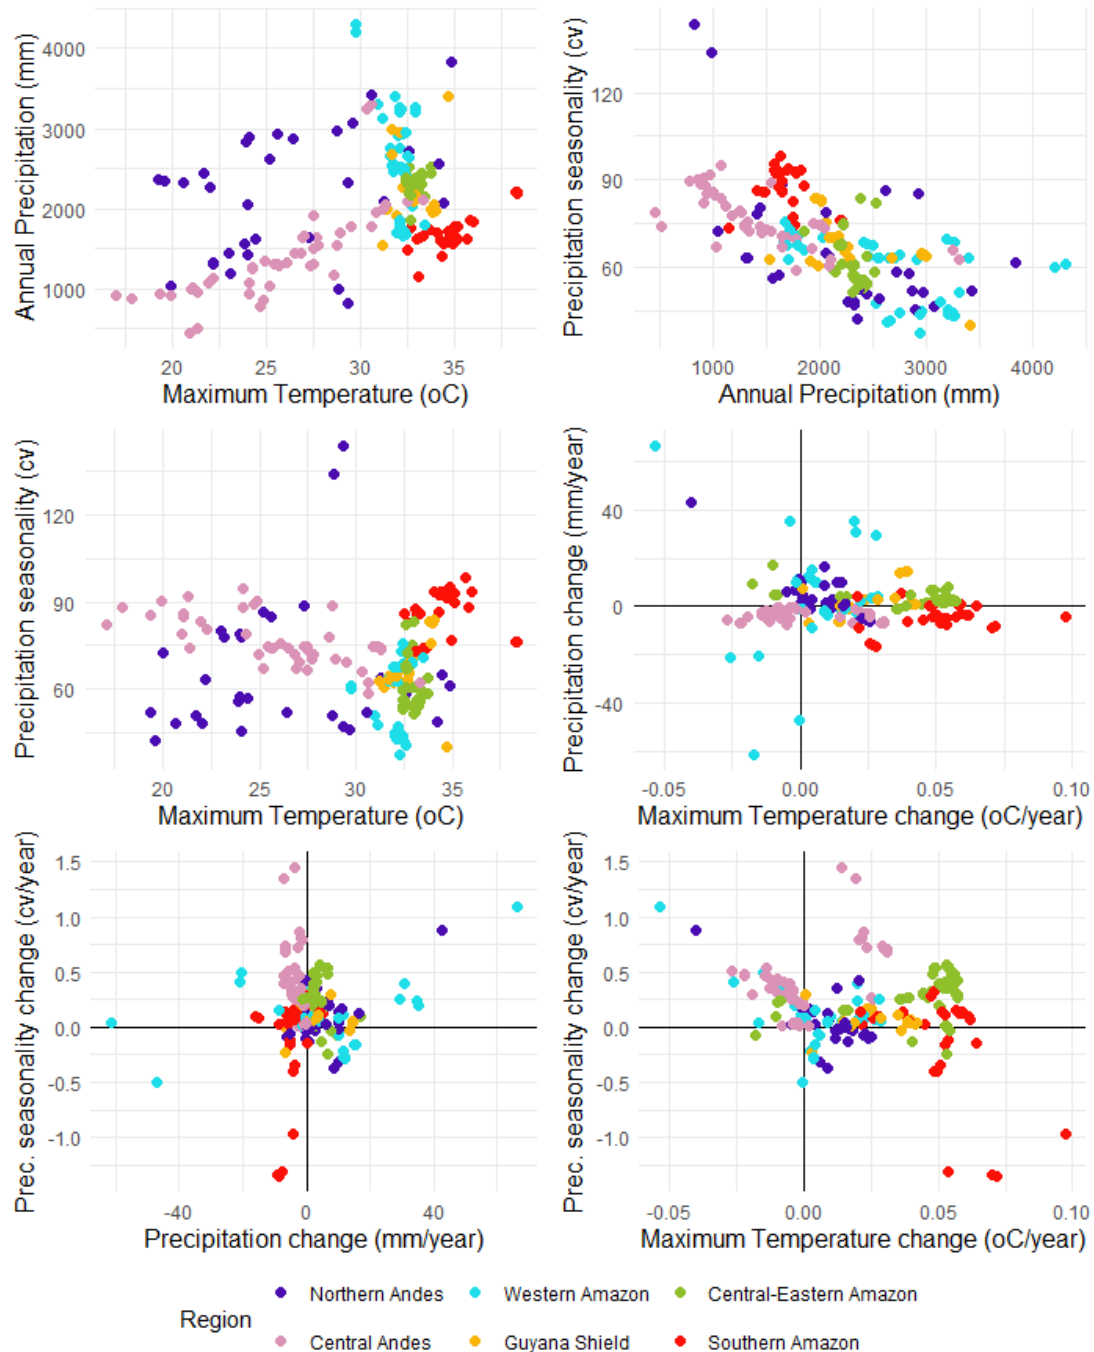 4000
3000
2000
1000
Annual Precipitation (mm)
20
25
30
35
Maximum Temperature (oC)
120
90
60
Precipitation seasonality (cv)
1000
2000
3000
4000
Annual Precipitation (mm)
120
90
60
Precipitation seasonality (cv)
20
25
30
35
Maximum Temperature (oC)
40
0
-40
Precipitation change (mm/year)
-0.05
0.00
0.05
0.10
Maximum Temperature change (oC/year)
1.5
1.0
0.5
0.0
-0.5
-1.0
Prec. seasonality change (cv/year)
-40
0
40
Precipitation change (mm/year)
1.5
1.0
0.5
0.0
-0.5
-1.0
Prec. seasonality change (cv/year)
-0.05
0.00
0.05
0.10
Maximum Temperature change (oC/year)
Region
Northern Andes
Western Amazon
Central-Eastern Amazon
Central Andes
Guyana Shield
Southern Amazon